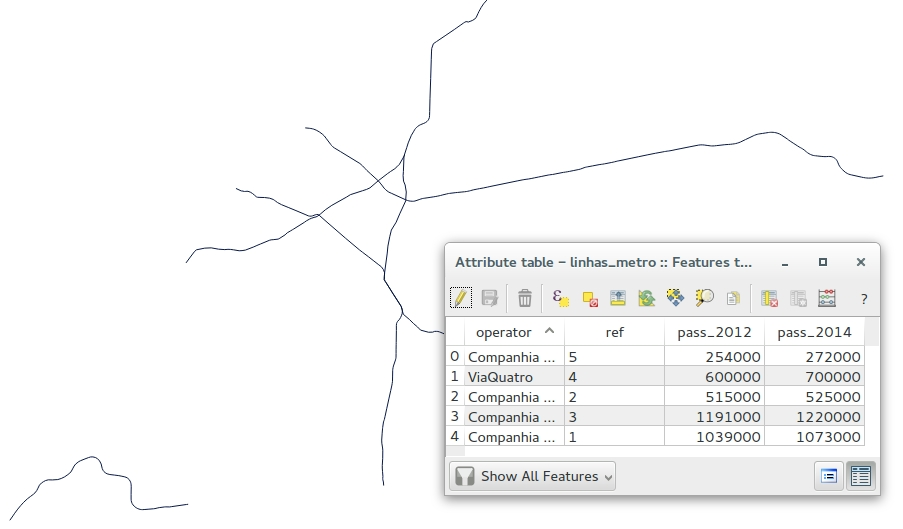 Attribute table – linhas_metro :: Features t...
?
operator ref pass_2012 pass_2014
0 Companhia ... 5 254000 272000
1 ViaQuatro 4 600000 700000
2 Companhia ... 2 515000 525000
3 Companhia ... 3 1191000 1220000
4 Companhia ... 1 1039000 1073000
Show All Features